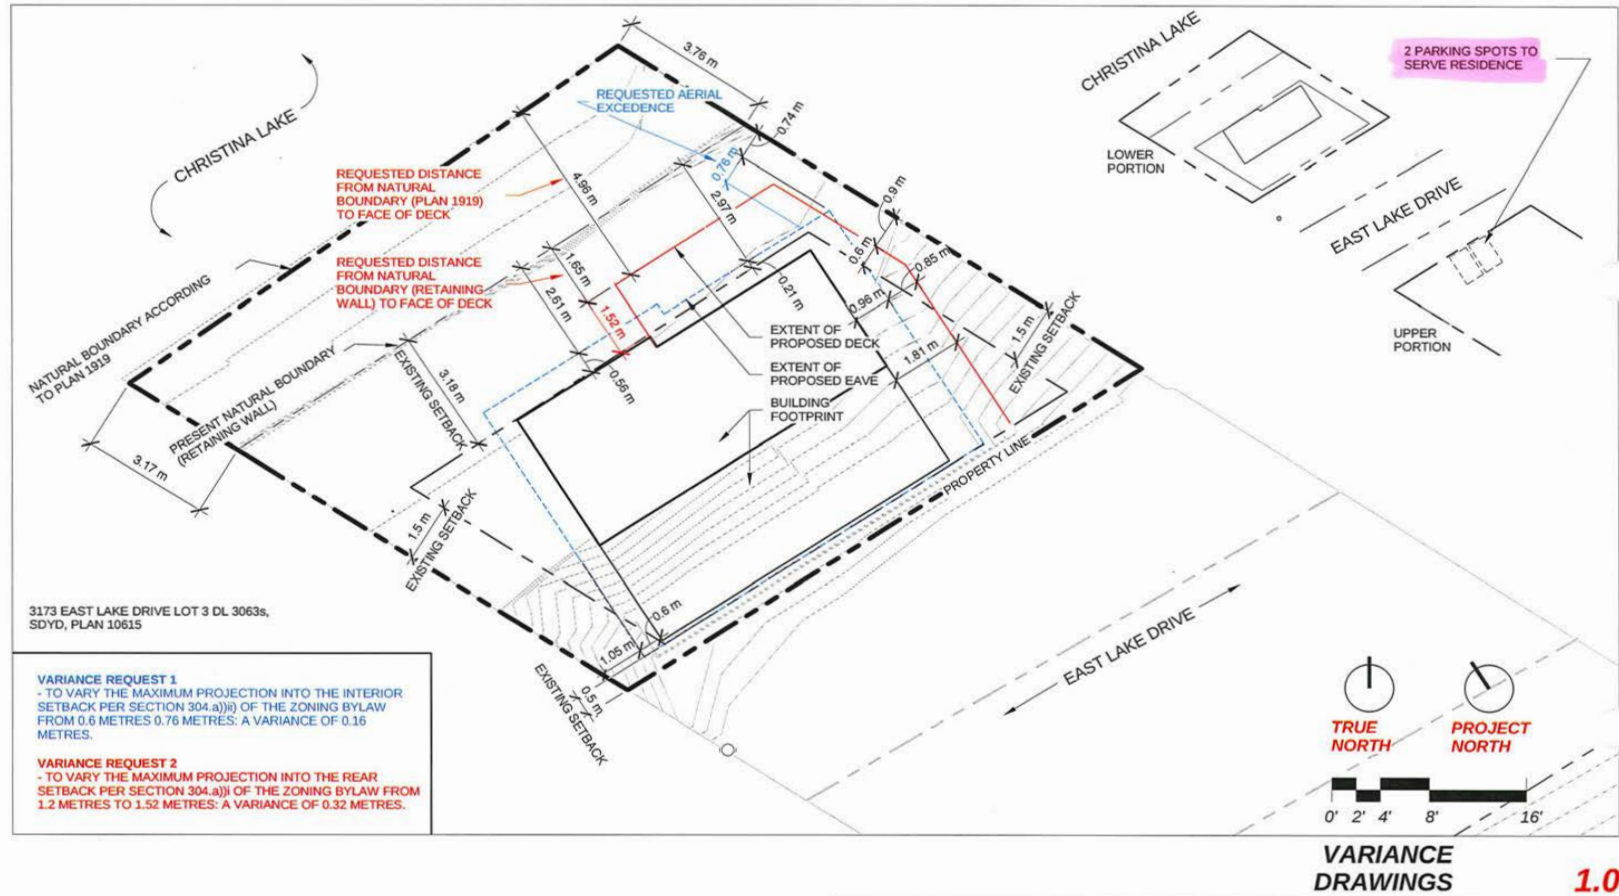 3.76 m
REQUESTED AERIAL
EXCEDENCE
0.74 m
0.76 m
CHRISTINA LAKE
REQUESTED DISTANCE
FROM NATURAL
BOUNDARY (PLAN 1919)
TO FACE OF DECK
4.96 m
2.97 m
0.9 m
0.6 m
0.85 m
REQUESTED DISTANCE
FROM NATURAL
BOUNDARY (RETAINING
WALL) TO FACE OF DECK
1.65 m
2.61 m
1.52 m
0.21 m
0.96 m
1.81 m
1.5 m
EXISTING SETBACK
NATURAL BOUNDARY ACCORDING
TO PLAN 1919
PRESENT NATURAL BOUNDARY
(RETAINING WALL)
EXISTING SETBACK
3.18 m
0.56 m
EXTENT OF
PROPOSED DECK
EXTENT OF
PROPOSED EAVE
BUILDING
FOOTPRINT
3.17 m
1.5 m
EXISTING SETBACK
PROPERTY LINE
0.6 m
1.05 m
0.5 m
EXISTING SETBACK
EAST LAKE DRIVE
CHRISTINA LAKE
2 PARKING SPOTS TO
SERVE RESIDENCE
LOWER
PORTION
EAST LAKE DRIVE
UPPER
PORTION
3173 EAST LAKE DRIVE LOT 3 DL 3063s,
SDYD, PLAN 10615
VARIANCE REQUEST 1
- TO VARY THE MAXIMUM PROJECTION INTO THE INTERIOR
SETBACK PER SECTION 304.a))ii) OF THE ZONING BYLAW
FROM 0.6 METRES 0.76 METRES: A VARIANCE OF 0.16
METRES.
VARIANCE REQUEST 2
- TO VARY THE MAXIMUM PROJECTION INTO THE REAR
SETBACK PER SECTION 304.a))i OF THE ZONING BYLAW FROM
1.2 METRES TO 1.52 METRES: A VARIANCE OF 0.32 METRES.
TRUE
NORTH
PROJECT
NORTH
0' 2' 4' 8' 16'
VARIANCE
DRAWINGS
1.0